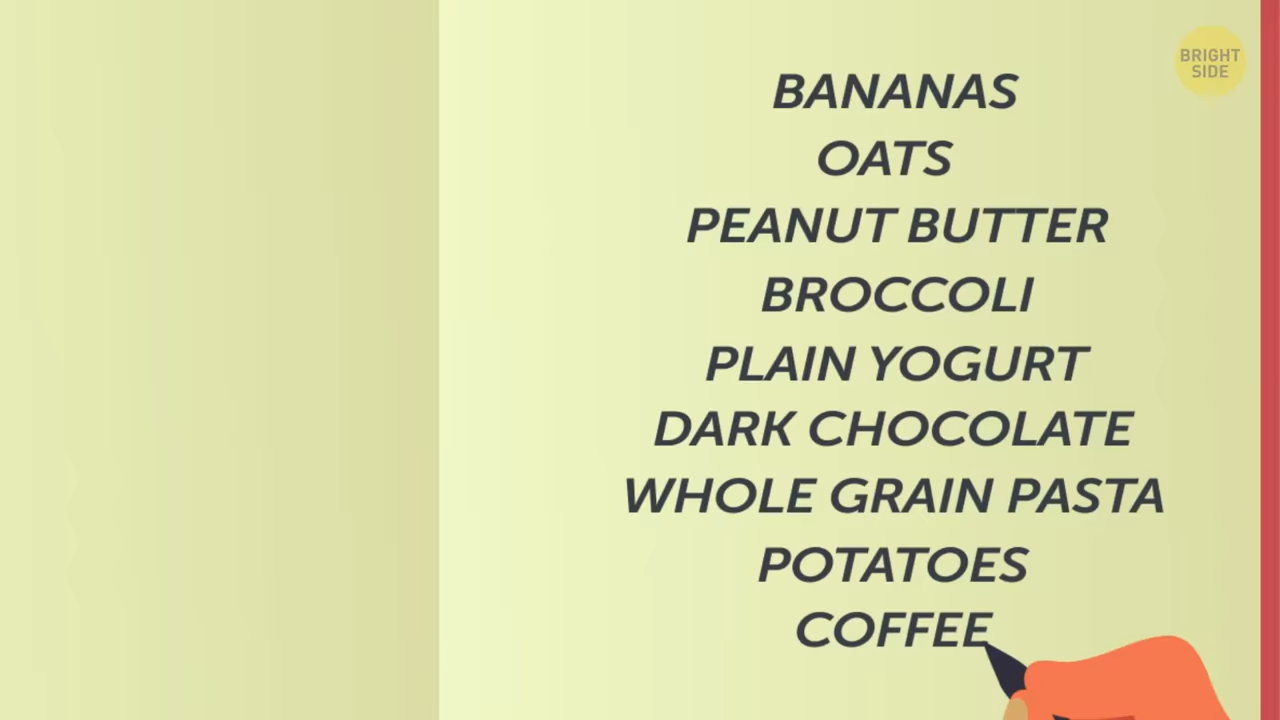 BRIGHT
SIDE
BANANAS
OATS
PEANUT BUTTER
BROCCOLI
PLAIN YOGURT
DARK CHOCOLATE
WHOLE GRAIN PASTA
POTATOES
COFFEE